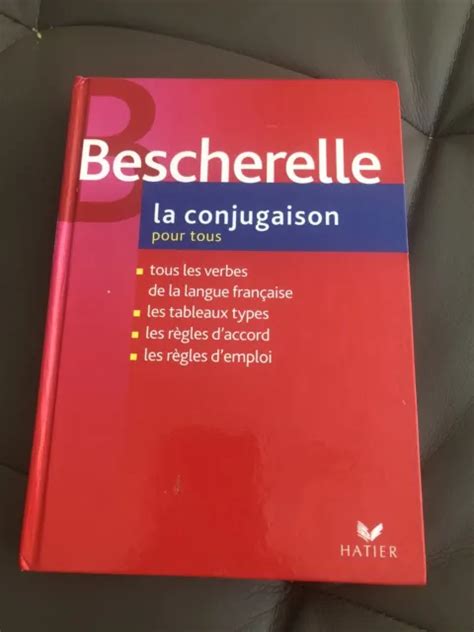 B
Bescherelle
la conjugaison
pour tous
tous les verbes
de la langue française
les tableaux types
les règles d'accord
les règles d'emploi
HATIER